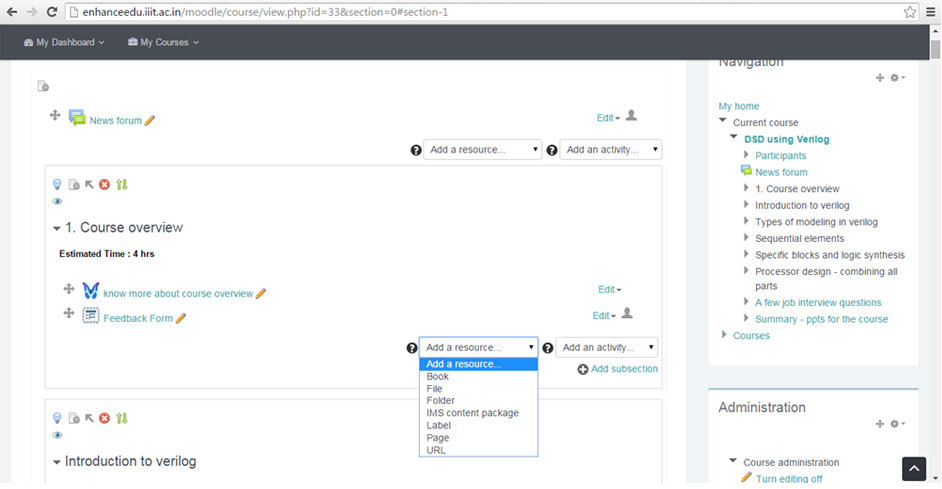 enhanceedu.iiit.ac.in/moodle/course/view.php?id=33&section=0#section-1
My Dashboard
My Courses
News forum
Edit
Add a resource...
Add an activity...
1. Course overview
Estimated Time : 4 hrs
know more about course overview
Edit
Feedback Form
Edit
Add a resource...
Add an activity...
Add a resource...
Book
File
Folder
IMS content package
Label
Page
URL
Add subsection
Introduction to verilog
Navigation
My home
Current course
DSD using Verilog
Participants
News forum
1. Course overview
Introduction to verilog
Types of modeling in verilog
Sequential elements
Specific blocks and logic synthesis
Processor design - combining all
parts
A few job interview questions
Summary - ppts for the course
Courses
Administration
Course administration
Turn editing off